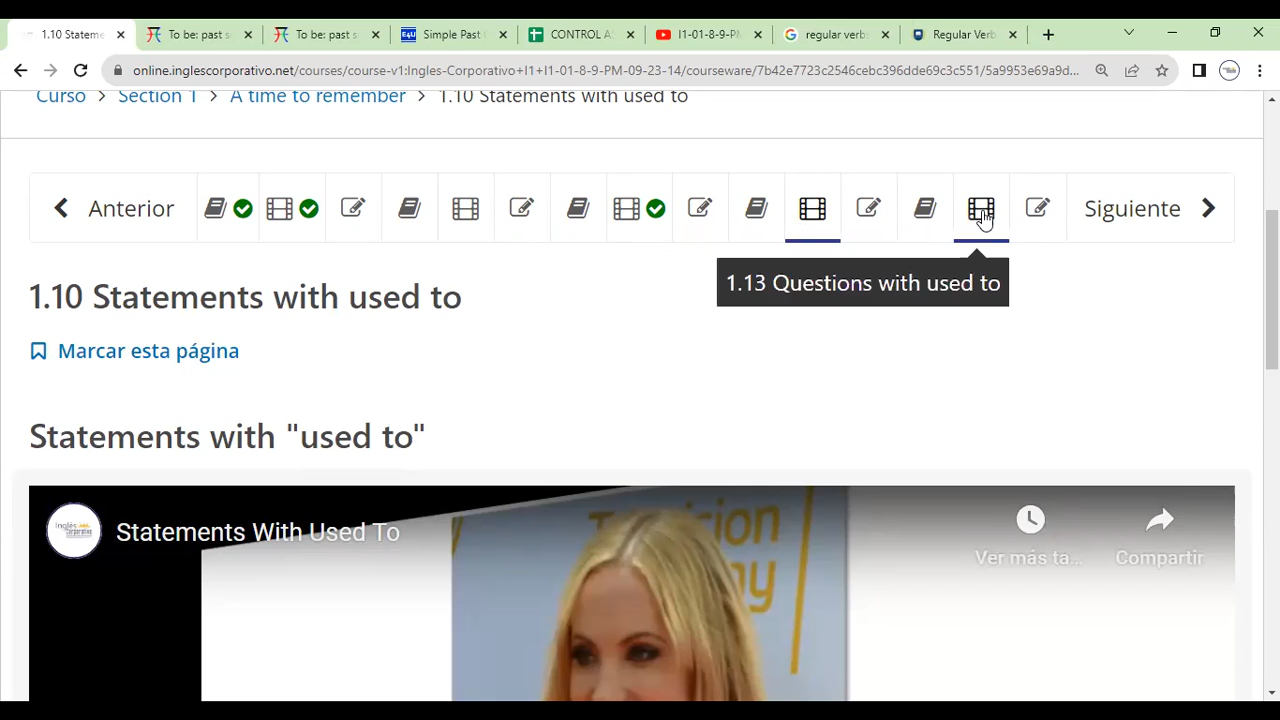 1.10 Stateme
To be: past s
To be: past s
E4U
Simple Past
CONTROL A
I1-01-8-9-PM
regular verb
Regular Verb
online.inglescorporativo.net/courses/course-v1:Ingles-Corporativo+I1+I1-01-8-9-PM-09-23-14/courseware/7b42e7723c2546cebc396dde69c3c551/5a9953e69a9d...
Curso > Section 1 > A time to remember > 1.10 Statements with used to
Anterior
Siguiente
1.13 Questions with used to
1.10 Statements with used to
Marcar esta página
Statements with "used to"
Statements With Used To
Ver más ta...
Compartir